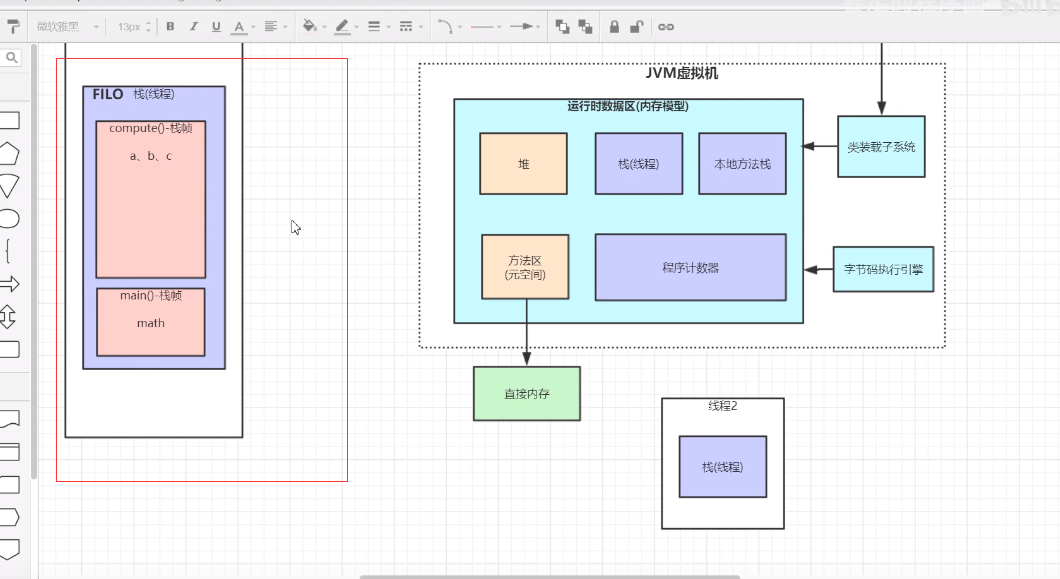 微软雅黑
13px
B
I
U
A
FILO 栈(线程)
compute()-栈帧
a、b、c
main()-栈帧
math
JVM虚拟机
运行时数据区(内存模型)
堆
栈(线程)
本地方法栈
方法区
(元空间)
程序计数器
类装载子系统
字节码执行引擎
直接内存
线程2
栈(线程)